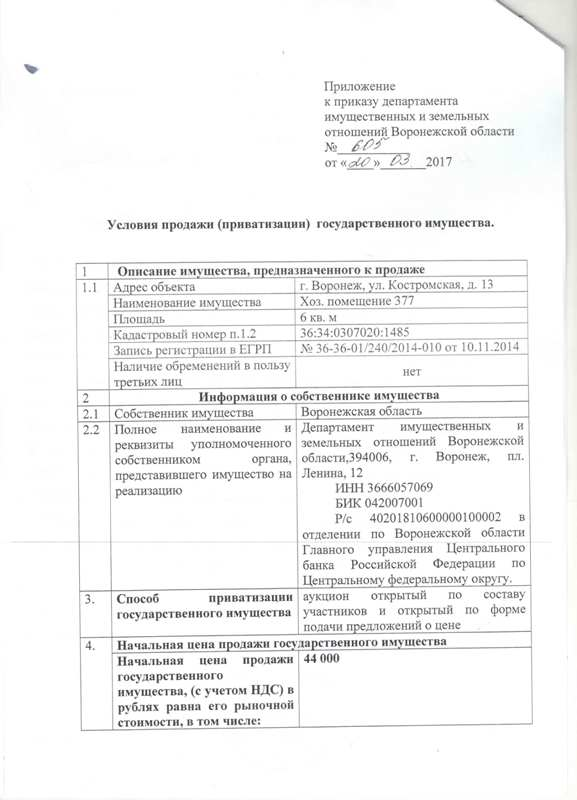 Приложение
к приказу департамента
имущественных и земельных
отношений Воронежской области
№ 605
от «20» 03 2017
Условия продажи (приватизации) государственного имущества.
1 Описание имущества, предназначенного к продаже
1.1 Адрес объекта г. Воронеж, ул. Костромская, д. 13
Наименование имущества Хоз. помещение 377
Площадь 6 кв. м
Кадастровый номер п.1.2 36:34:0307020:1485
Запись регистрации в ЕГРП № 36-36-01/240/2014-010 от 10.11.2014
Наличие обременений в пользу
третьих лиц нет
2 Информация о собственнике имущества
2.1 Собственник имущества Воронежская область
2.2 Полное наименование и
реквизиты уполномоченного
собственником органа,
представившего имущество на
реализацию
Департамент имущественных и
земельных отношений Воронежской
области,394006, г. Воронеж, пл.
Ленина, 12
ИНН 3666057069
БИК 042007001
Р/с 40201810600000100002 в
отделении по Воронежской области
Главного управления Центрального
банка Российской Федерации по
Центральному федеральному округу.
3. Способ приватизации
государственного имущества
аукцион открытый по составу
участников и открытый по форме
подачи предложений о цене
4. Начальная цена продажи государственного имущества
Начальная цена продажи
государственного
имущества, (с учетом НДС) в
рублях равна его рыночной
стоимости, в том числе:
44 000